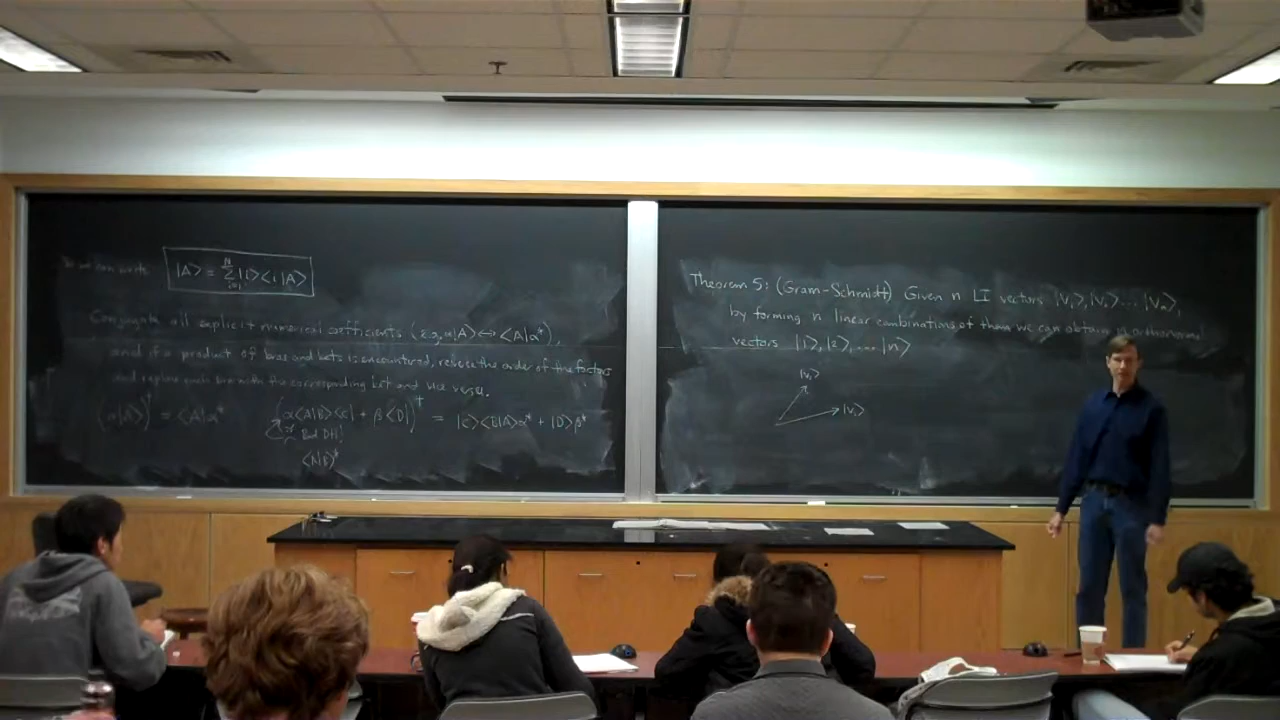 So we can write |A> = Σ |i><i|A>
N
i=1
Conjugate all explicit numerical coefficients (e.g. α|A> ↔ <A|α*),
and if a product of bras and kets is encountered, reverse the order of the factors
and replace each bra with the corresponding ket and vice versa.
(α|A>)† = <A|α* (α<A|B><C| + β<D|)† = |C><B|A>α* + |D>β*
<A|B>*
Theorem 5: (Gram-Schmidt) Given n LI vectors |V₁>, |V₂> ... |Vₙ>,
by forming n linear combinations of them we can obtain n orthonormal
vectors |1>, |2>, ... |n>
|V₂>
|V₁>